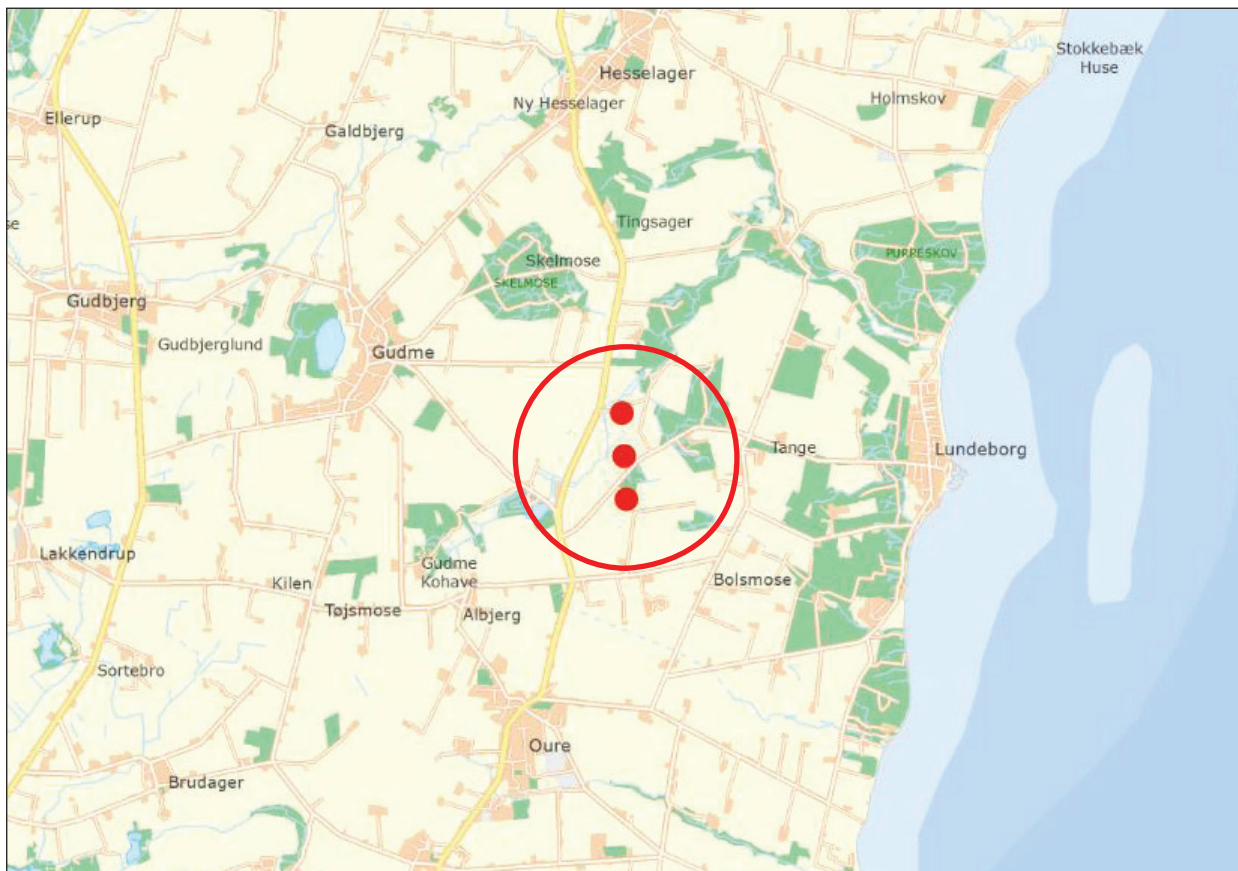 Stokkebæk
Huse
Hesselager
Holmskov
Ny Hesselager
Ellerup
Galdbjerg
se
Tingsager
Skelmose
SKELMOSE
PURRESKOV
Gudbjerg
Gudbjerglund
Gudme
Tange
Lundeborg
Lakkendrup
Gudme
Kohave
Kilen
Bolsmose
Tøjsmose
Albjerg
Sortebro
Oure
Brudager